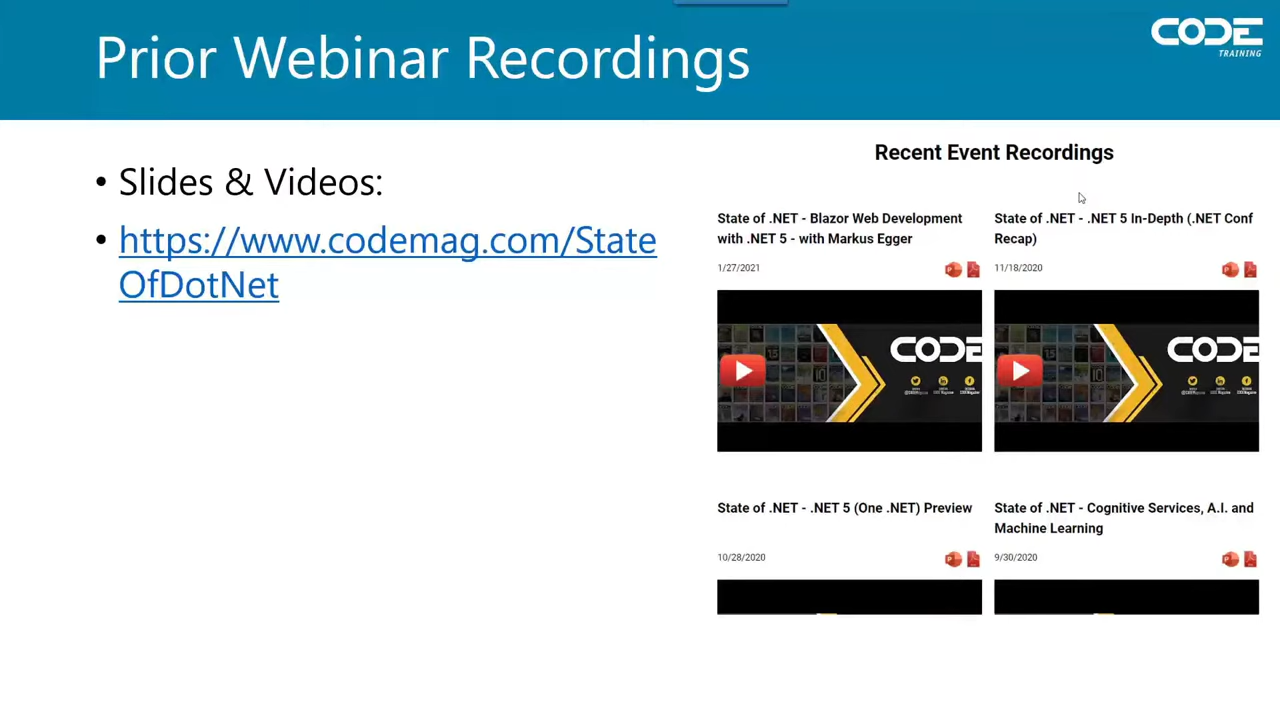 Prior Webinar Recordings
CODE
TRAINING
• Slides & Videos:
• https://www.codemag.com/State
OfDotNet
Recent Event Recordings
State of .NET - Blazor Web Development
with .NET 5 - with Markus Egger
1/27/2021
State of .NET - .NET 5 In-Depth (.NET Conf
Recap)
11/18/2020
CODE
CODE
State of .NET - .NET 5 (One .NET) Preview
10/28/2020
State of .NET - Cognitive Services, A.I. and
Machine Learning
9/30/2020